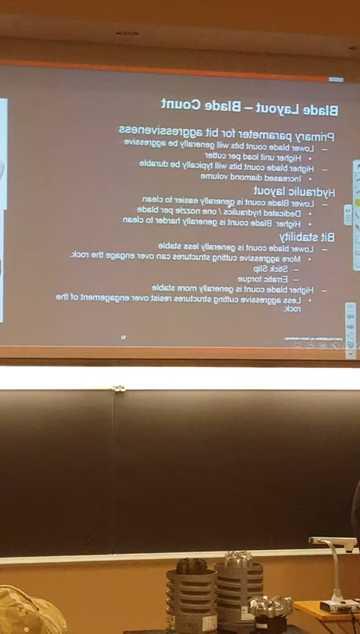 Blade Layout – Blade Count
Primary parameter for bit aggressiveness
– Lower blade count bits will generally be aggressive
• Higher unit load per cutter
– Higher blade count bits will typically be durable
• Increased diamond volume
Hydraulic layout
– Lower Blade count is generally easier to clean
• Dedicated hydraulics / one nozzle per blade
• Higher Blade count is generally harder to clean
Bit stability
– Lower blade count is generally less stable
• More aggressive cutting structures can over engage the rock.
– Stick Slip
– Erratic torque
– Higher blade count is generally more stable
• Less aggressive cutting structures resist over engagement of the
rock.